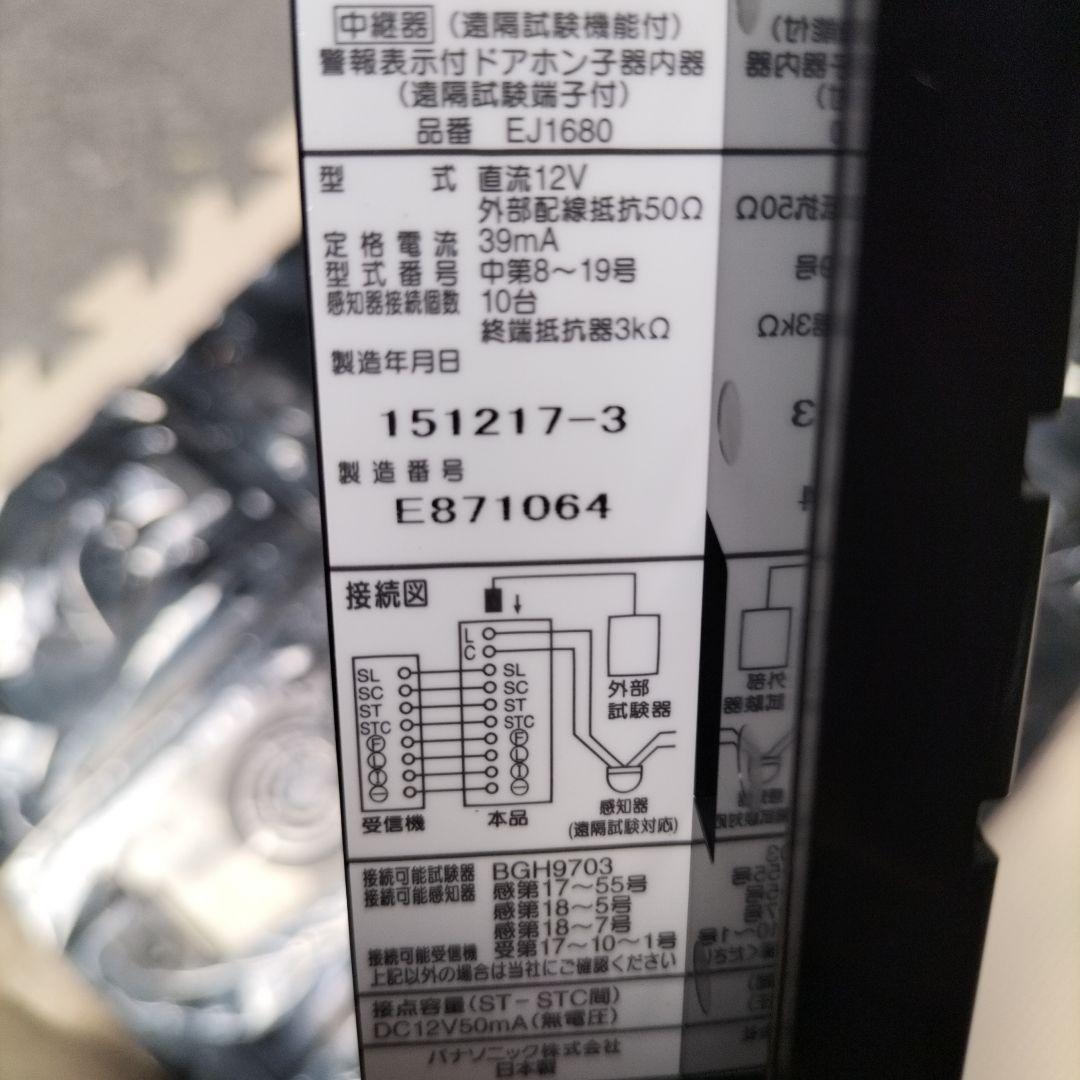 中継器（遠隔試験機能付）
警報表示付ドアホン子器内器
（遠隔試験端子付）
品番 EJ1680
型式 直流12V
外部配線抵抗50Ω
定格電流 39mA
型式番号 中第8〜19号
感知器接続個数 10台
終端抵抗器3kΩ
製造年月日
151217-3
製造番号
E871064
接続図
L
C
SL SL
SC SC
ST ST
STC STC
Ⓕ Ⓕ
Ⓛ Ⓛ
Ⓣ Ⓣ
⊖ ⊖
外部
試験器
受信機 本品
感知器
(遠隔試験対応)
接続可能試験器 BGH9703
接続可能感知器 感第17〜55号
感第18〜5号
感第18〜7号
接続可能受信機 受第17〜10〜1号
上記以外の場合は当社にご確認ください
接点容量(ST-STC間)
DC12V50mA(無電圧)
パナソニック株式会社
日本製